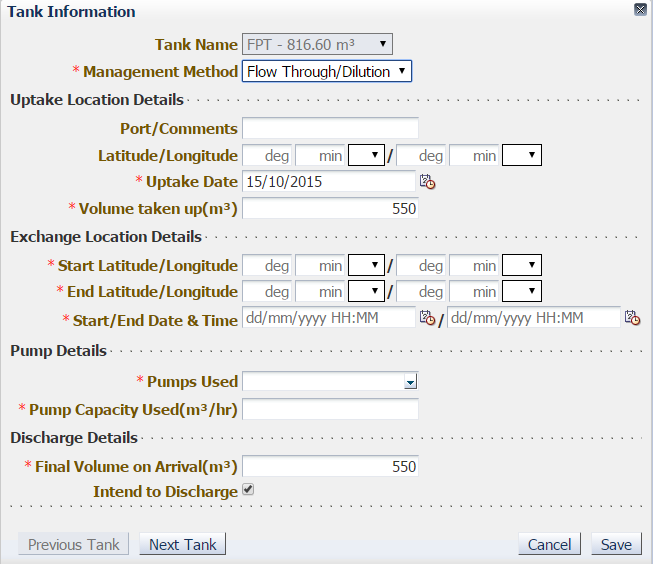 Tank Information
Tank Name FPT - 816.60 m³
* Management Method Flow Through/Dilution
Uptake Location Details
Port/Comments
Latitude/Longitude deg min / deg min
* Uptake Date 15/10/2015
* Volume taken up(m³) 550
Exchange Location Details
* Start Latitude/Longitude deg min / deg min
* End Latitude/Longitude deg min / deg min
* Start/End Date & Time dd/mm/yyyy HH:MM / dd/mm/yyyy HH:MM
Pump Details
* Pumps Used
* Pump Capacity Used(m³/hr)
Discharge Details
* Final Volume on Arrival(m³) 550
Intend to Discharge
Previous Tank Next Tank Cancel Save